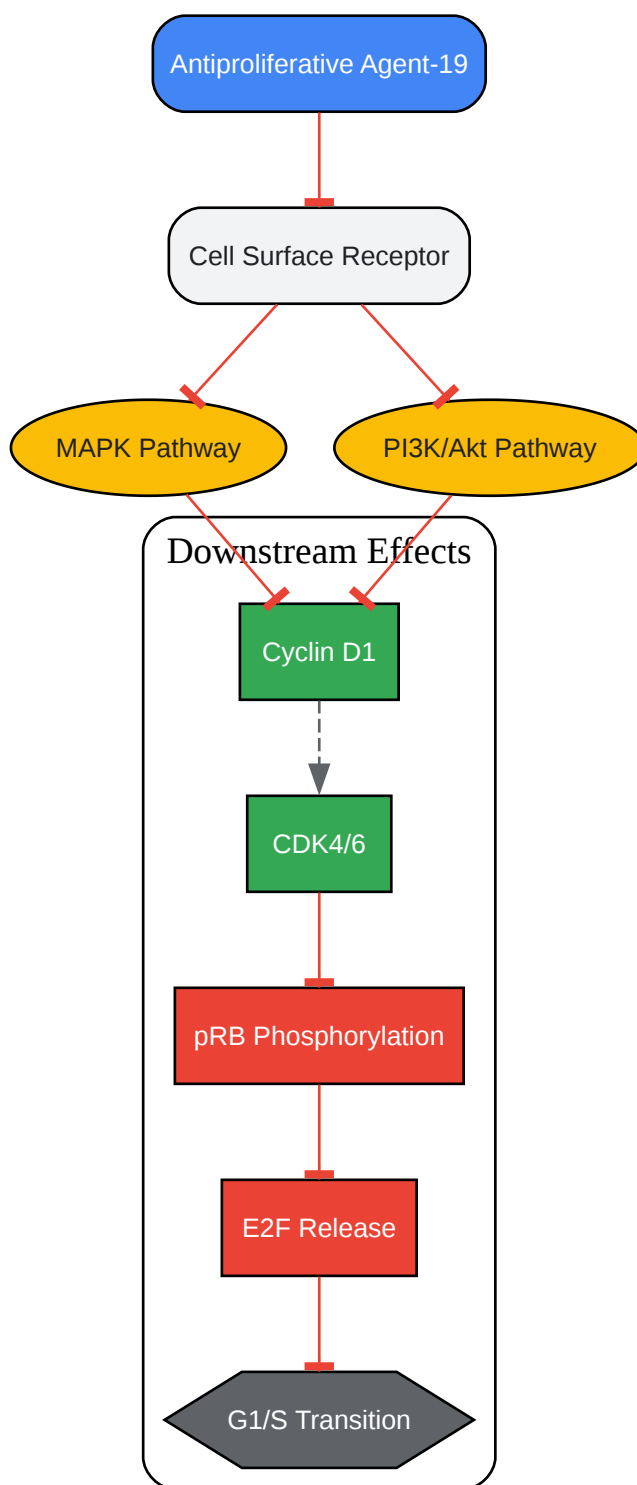 Antiproliferative Agent-19
Cell Surface Receptor
MAPK Pathway
PI3K/Akt Pathway
Downstream Effects
Cyclin D1
CDK4/6
pRB Phosphorylation
E2F Release
G1/S Transition